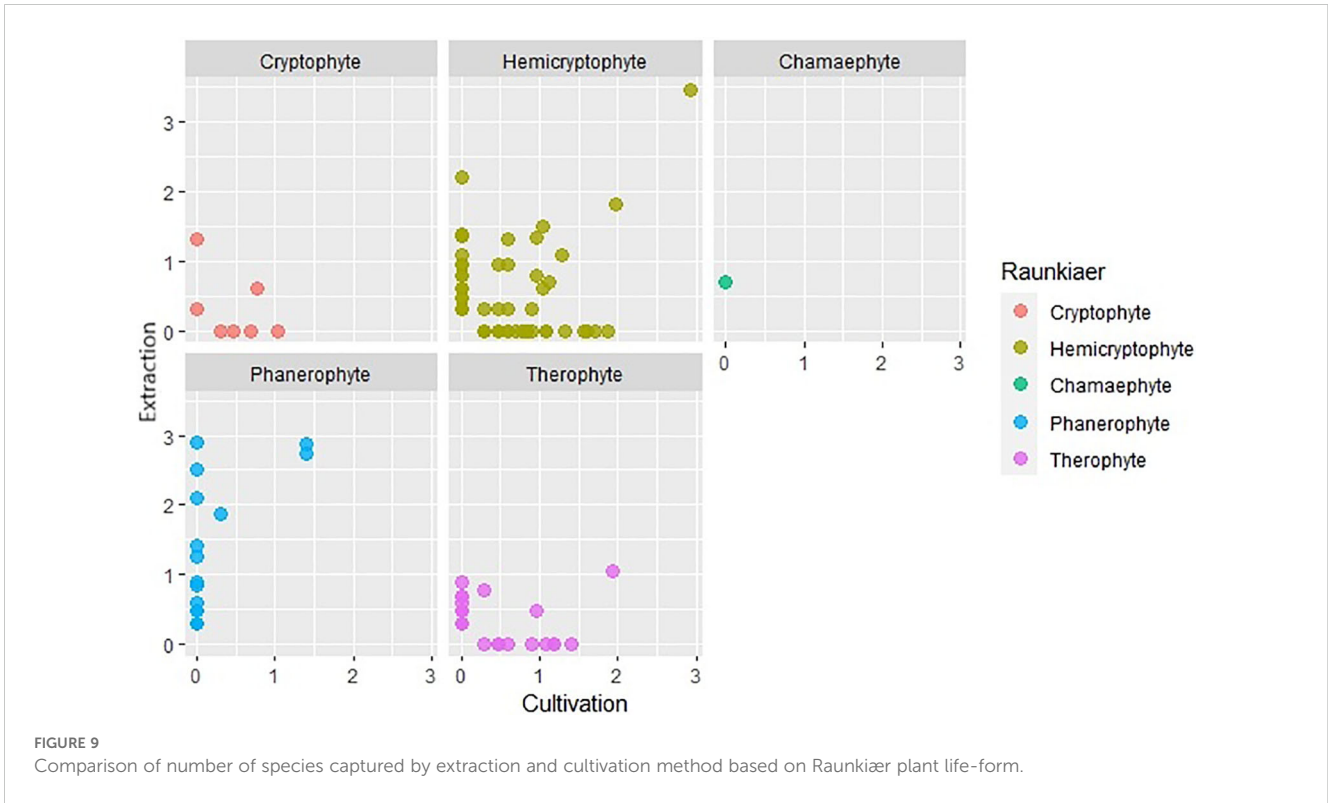 Cryptophyte
Hemicryptophyte
Chamaephyte
3
2
1
0
0 1 2 3
Extraction
Phanerophyte
Therophyte
3
2
1
0
0 1 2 3
0 1 2 3
Cultivation
Raunkiaer
Cryptophyte
Hemicryptophyte
Chamaephyte
Phanerophyte
Therophyte
FIGURE 9
Comparison of number of species captured by extraction and cultivation method based on Raunkiær plant life-form.